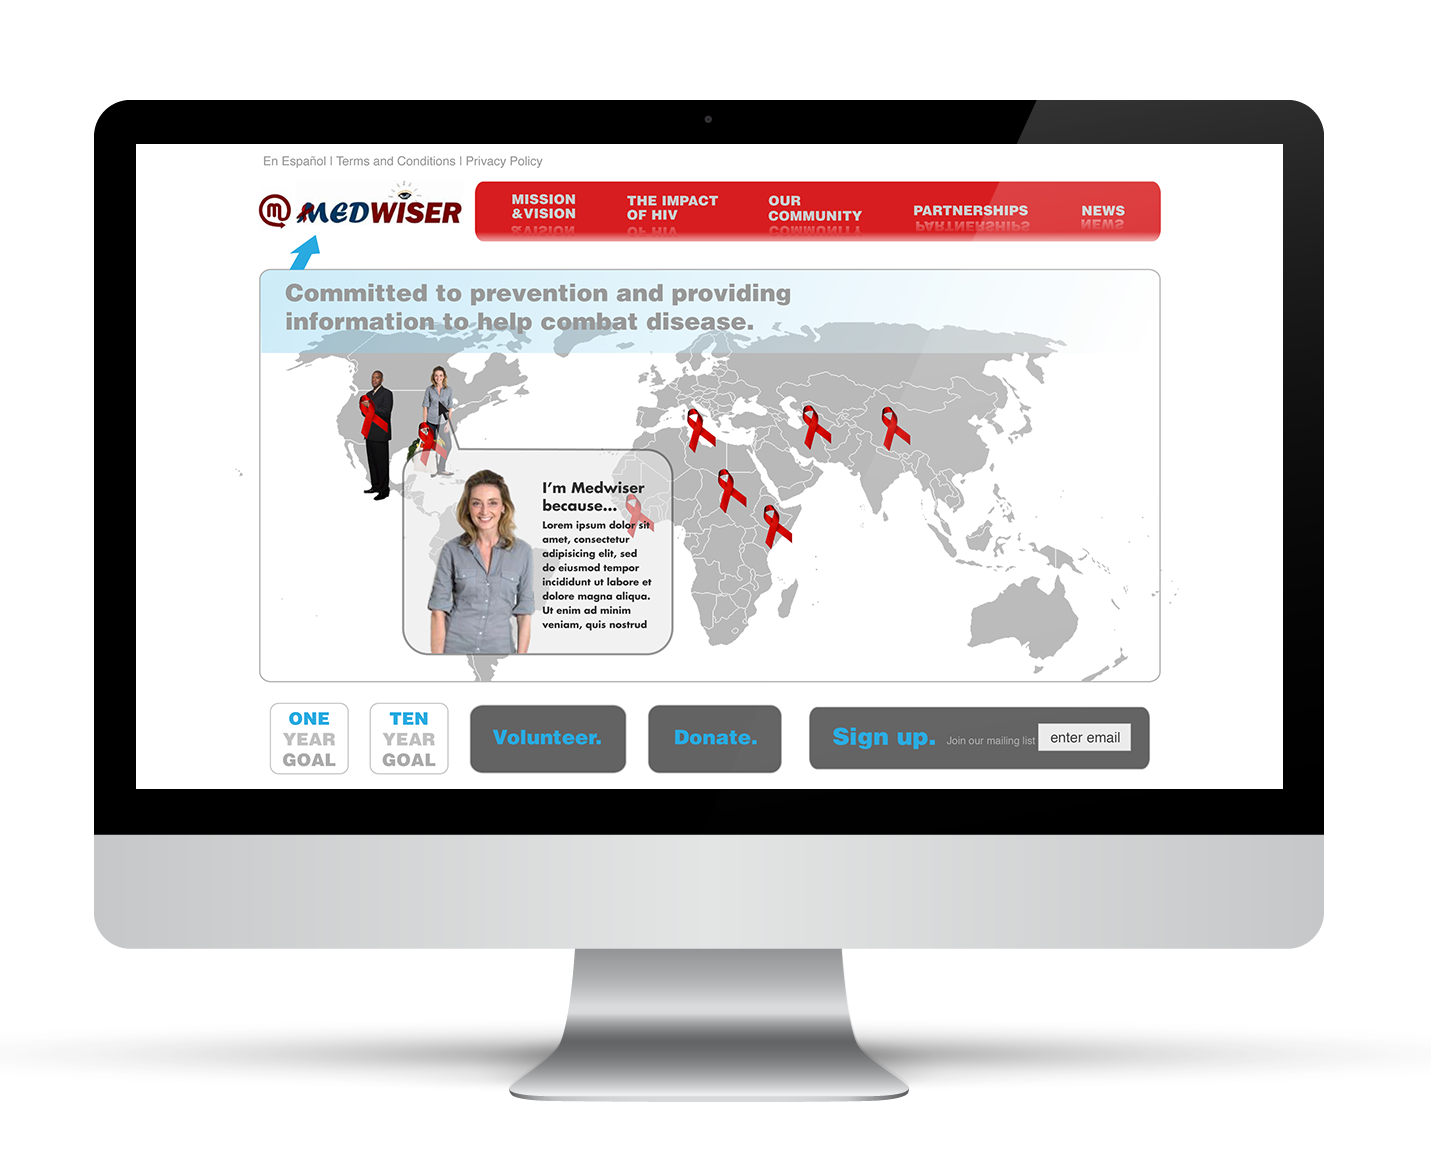 En Español | Terms and Conditions | Privacy Policy
m MEDWISER
MISSION
&VISION
THE IMPACT
OF HIV
OUR
COMMUNITY
PARTNERSHIPS
NEWS
Committed to prevention and providing
information to help combat disease.
I'm Medwiser
because...
Lorem ipsum dolor sit
amet, consectetur
adipisicing elit, sed
do eiusmod tempor
incididunt ut labore et
dolore magna aliqua.
Ut enim ad minim
veniam, quis nostrud
ONE
YEAR
GOAL
TEN
YEAR
GOAL
Volunteer.
Donate.
Sign up. Join our mailing list enter email